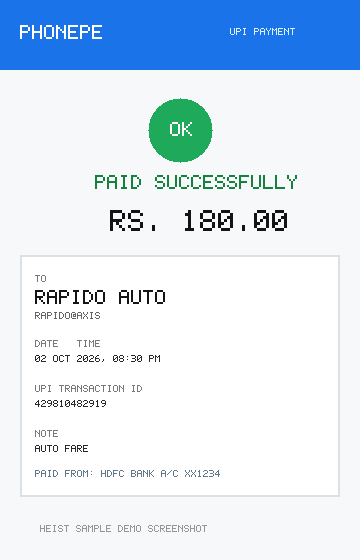 PHONEPE
UPI PAYMENT
OK
PAID SUCCESSFULLY
RS. 180.00
TO
RAPIDO AUTO
RAPIDO@AXIS
DATE TIME
02 OCT 2026, 08:30 PM
UPI TRANSACTION ID
429810482919
NOTE
AUTO FARE
PAID FROM: HDFC BANK A/C XX1234
HEIST SAMPLE DEMO SCREENSHOT